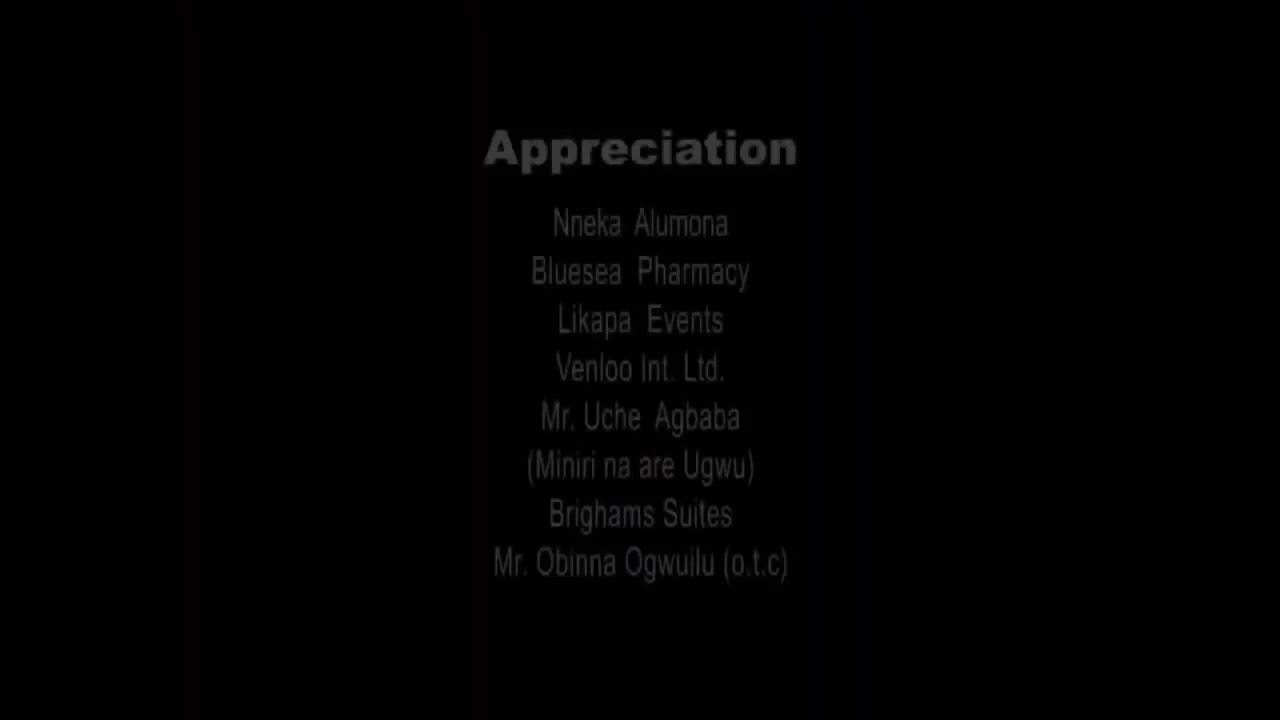 Appreciation
Nneka Alumona
Bluesea Pharmacy
Likapa Events
Venloo Int. Ltd.
Mr. Uche Agbaba
(Miniri na are Ugwu)
Brighams Suites
Mr. Obinna Ogwullu (o.t.c)